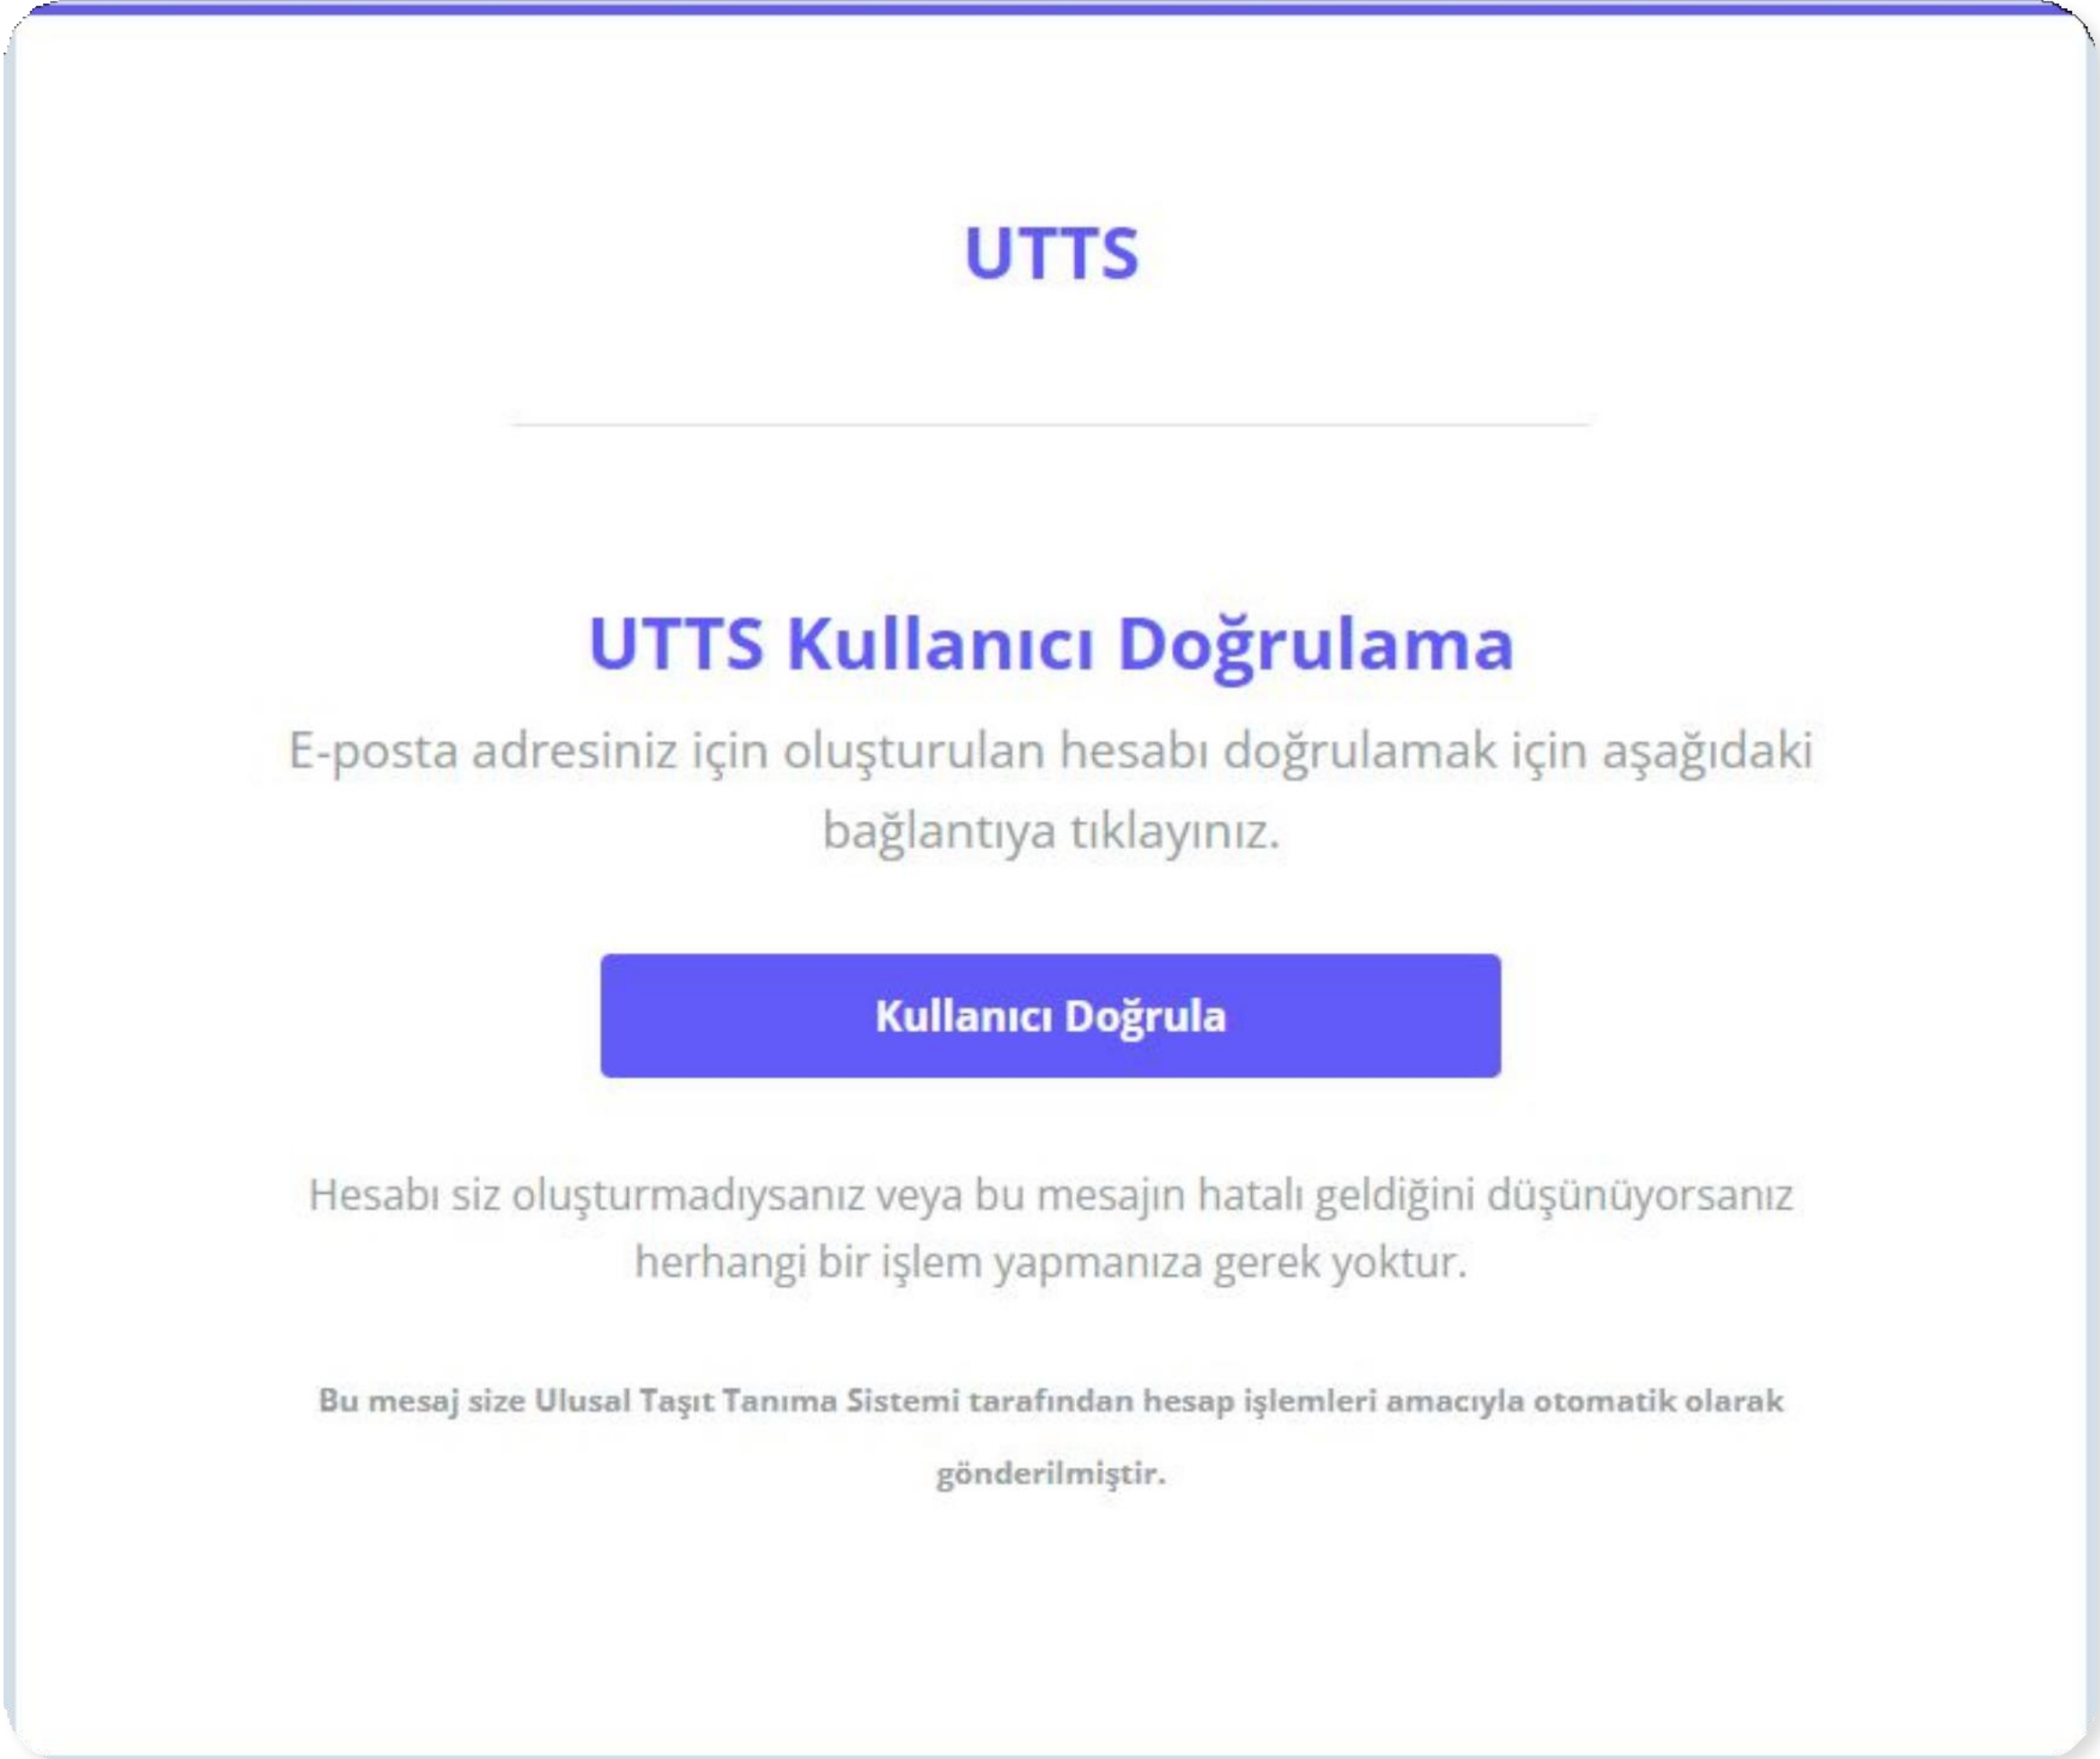 UTTS
UTTS Kullanıcı Doğrulama
E-posta adresiniz için oluşturulan hesabı doğrulamak için aşağıdaki
bağlantıya tıklayınız.
Kullanıcı Doğrula
Hesabı siz oluşturmadıysanız veya bu mesajın hatalı geldiğini düşünüyorsanız
herhangi bir işlem yapmanıza gerek yoktur.
Bu mesaj size Ulusal Taşıt Tanıma Sistemi tarafından hesap işlemleri amacıyla otomatik olarak
gönderilmiştir.